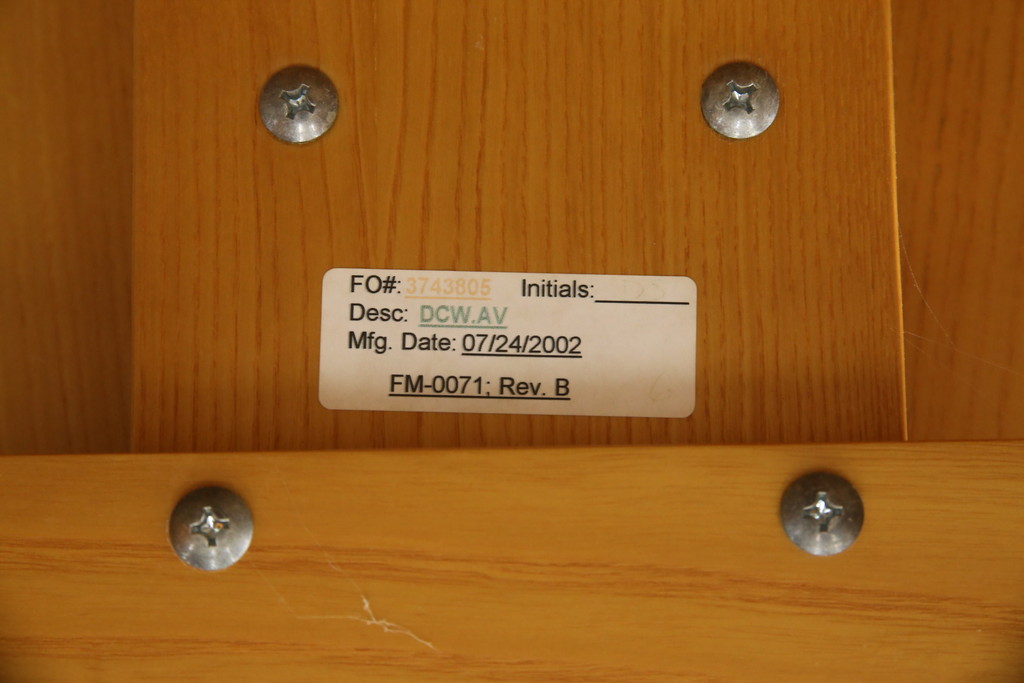 FO#: 3743805 Initials:
Desc: DCW.AV
Mfg. Date: 07/24/2002
FM-0071; Rev. B